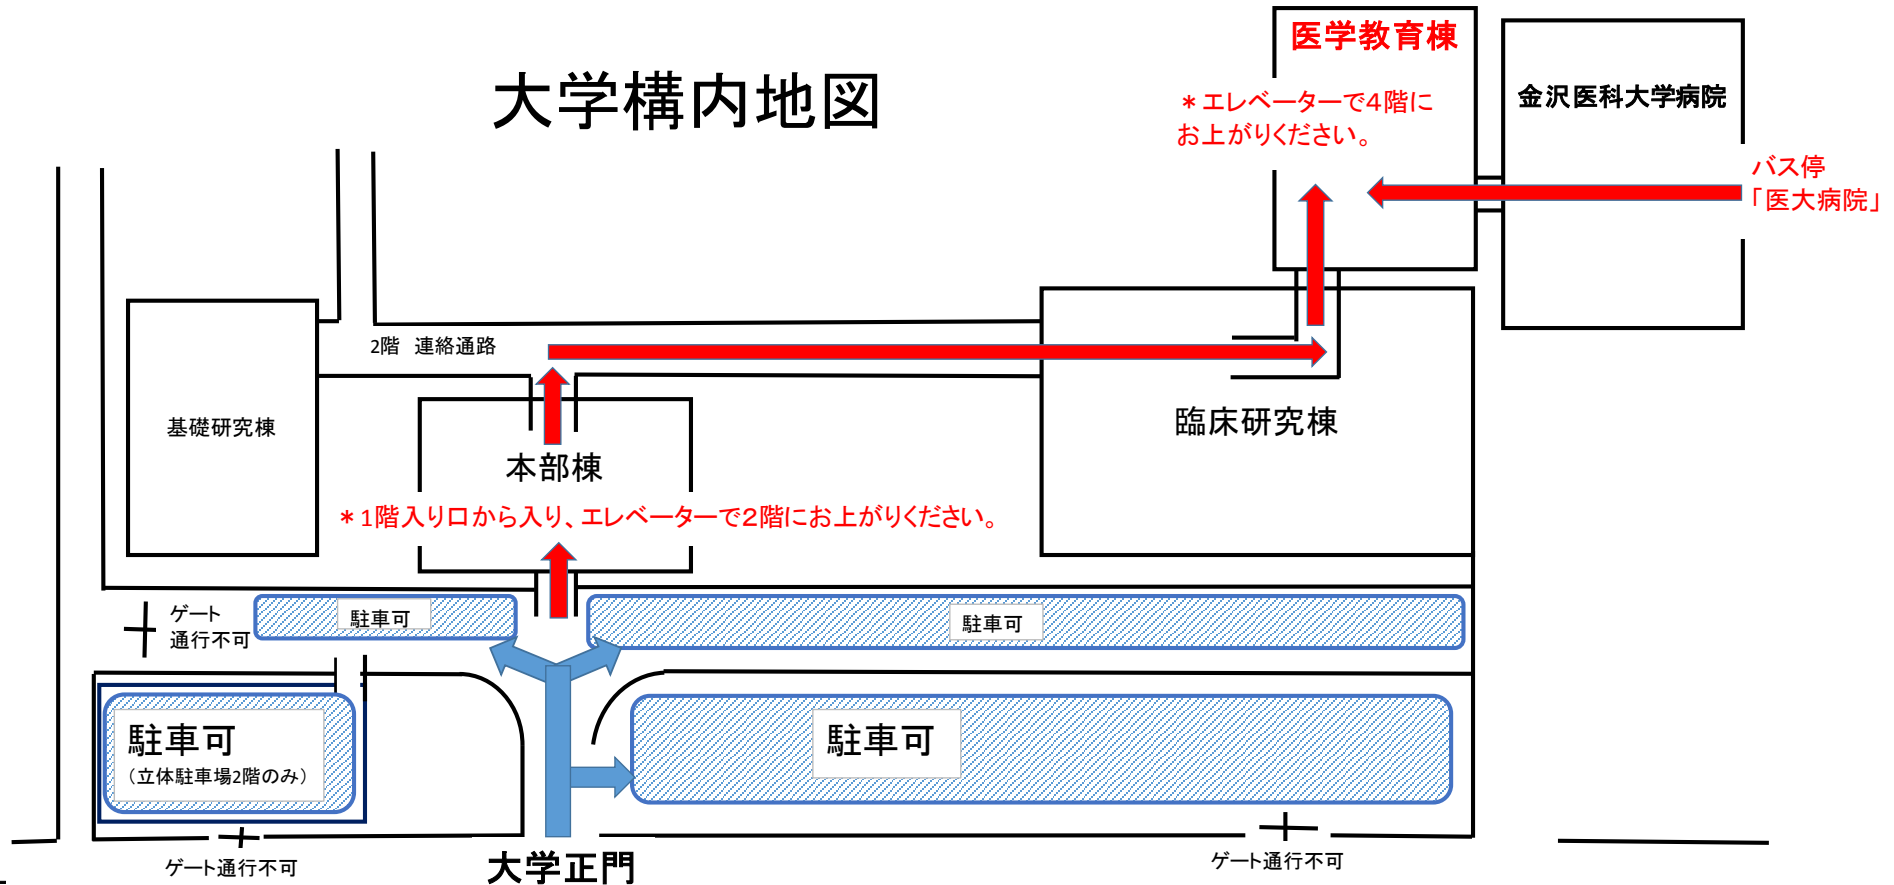 医学教育棟
大学構内地図
金沢医科大学病院
＊エレベーターで4階に
お上がりください。
バス停
「医大病院」
2階　連絡通路
基礎研究棟
臨床研究棟
本部棟
＊1階入り口から入り、エレベーターで2階にお上がりください。
ゲート
通行不可
駐車可
駐車可
駐車可
（立体駐車場2階のみ）
駐車可
ゲート通行不可
大学正門
ゲート通行不可